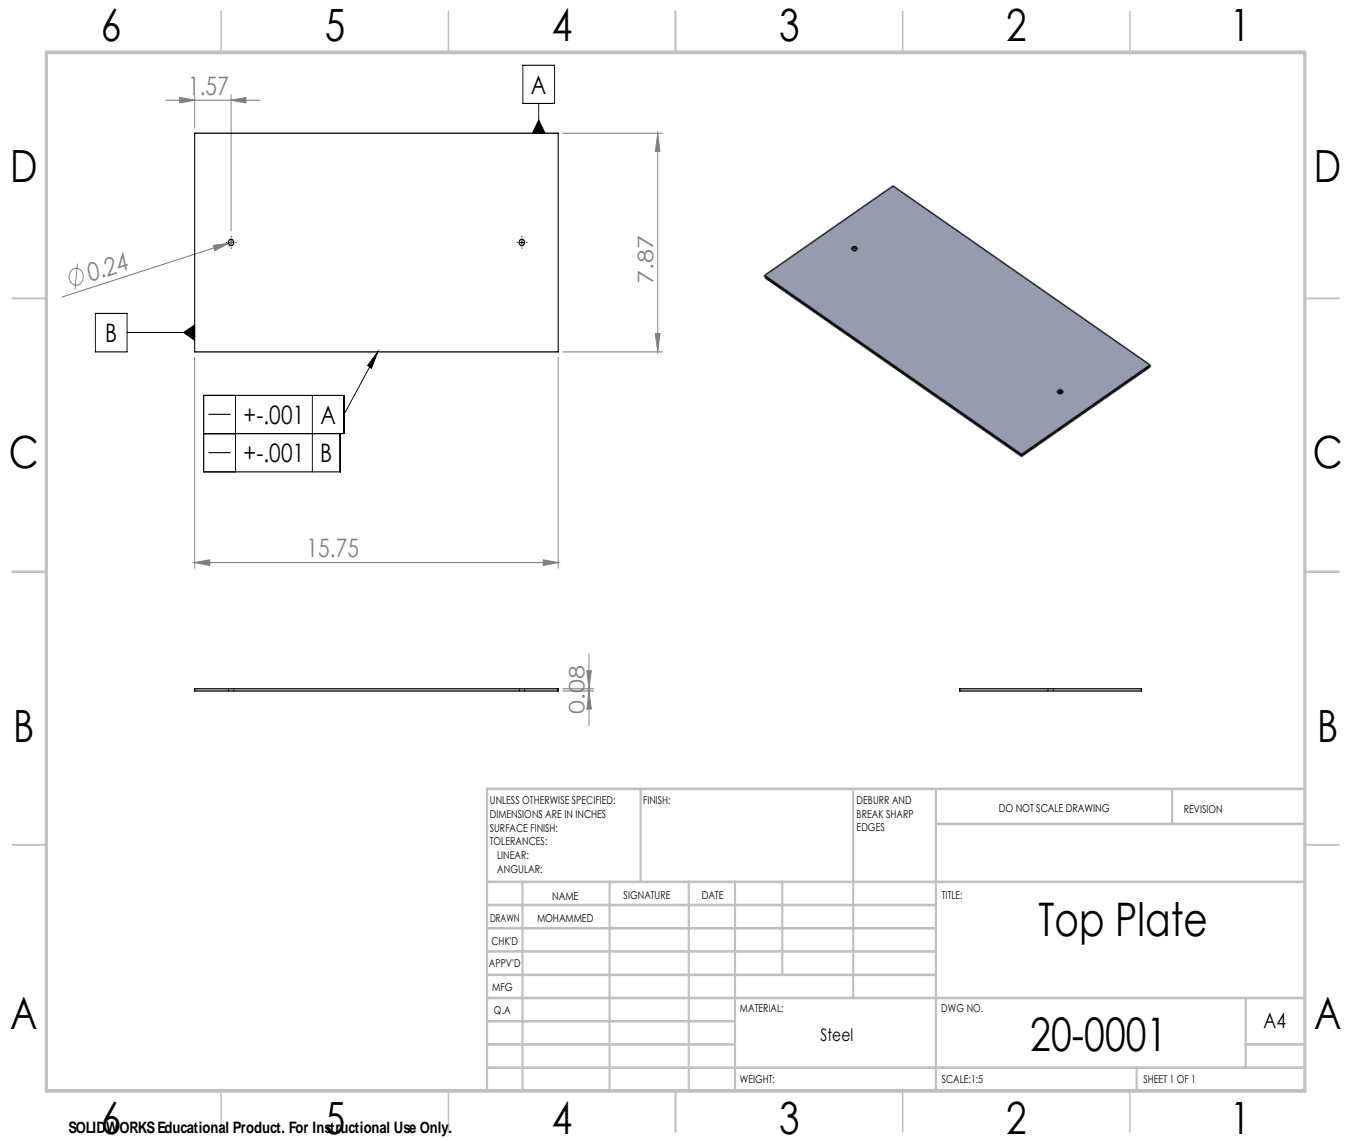 6 5 4 3 2 1
1.57
A
D D
7.87
⌀0.24
B
— +-.001 A
— +-.001 B
C C
15.75
0.08
B B
UNLESS OTHERWISE SPECIFIED:
DIMENSIONS ARE IN INCHES
SURFACE FINISH:
TOLERANCES:
LINEAR:
ANGULAR:
FINISH:
DEBURR AND
BREAK SHARP
EDGES
DO NOT SCALE DRAWING
REVISION
NAME SIGNATURE DATE
DRAWN MOHAMMED
CHK'D
APPV'D
MFG
Q.A
TITLE:
Top Plate
MATERIAL:
Steel
DWG NO.
20-0001
A4
A A
WEIGHT:
SCALE:1:5
SHEET 1 OF 1
6 5 4 3 2 1
SOLIDWORKS Educational Product. For Instructional Use Only.